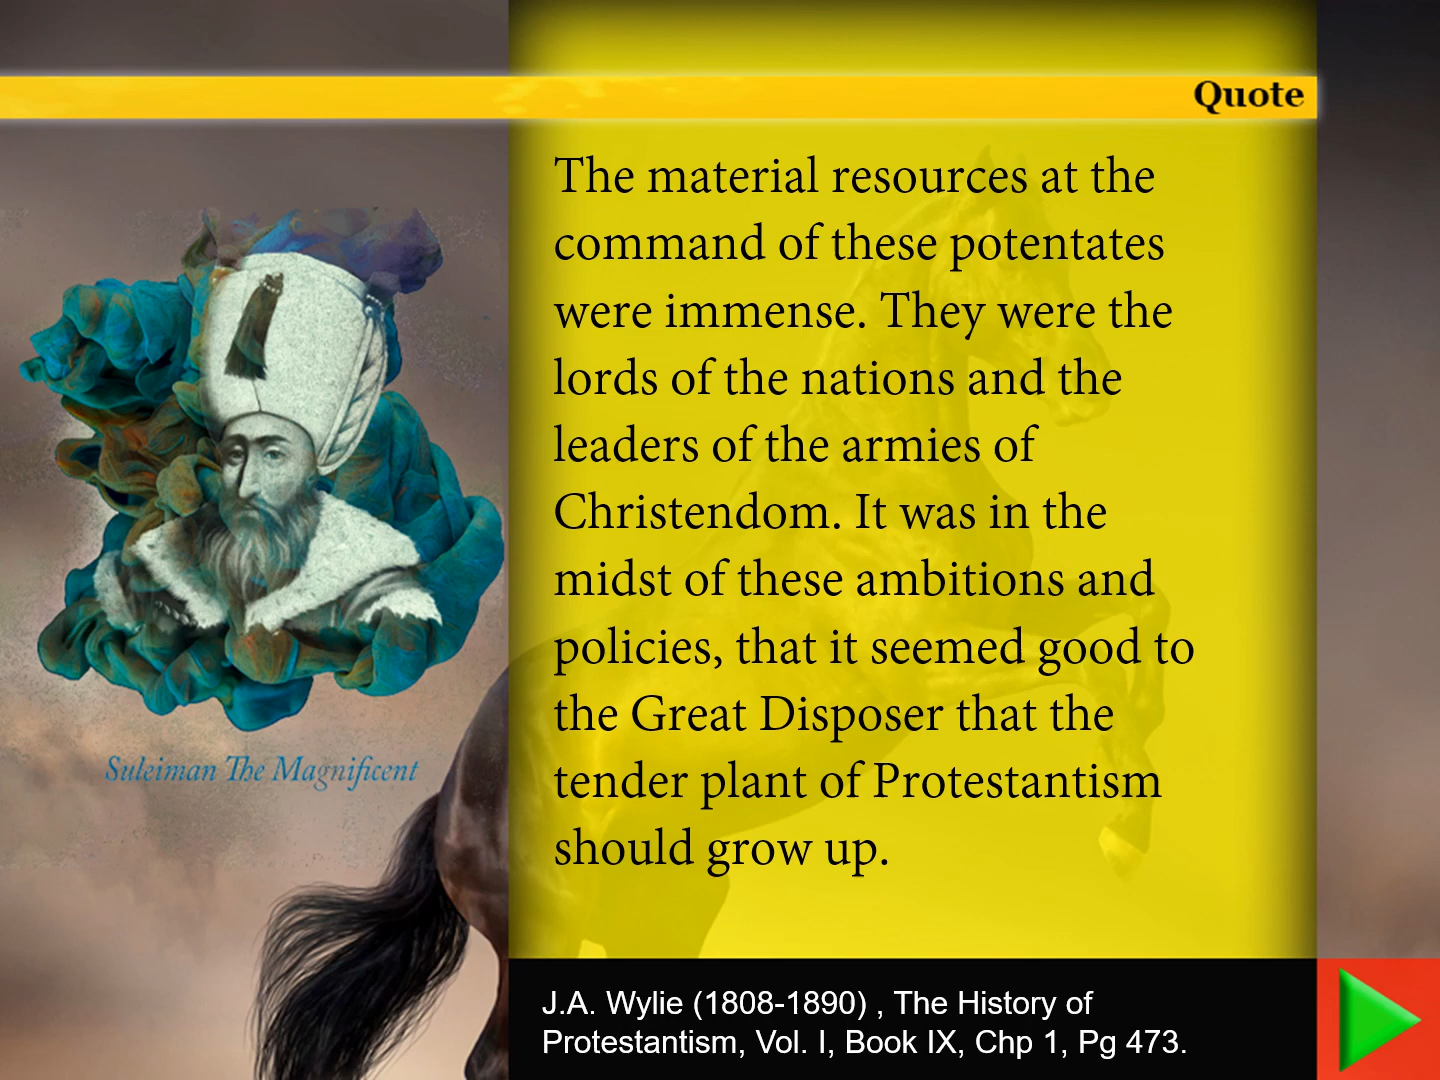 Quote
The material resources at the
command of these potentates
were immense. They were the
lords of the nations and the
leaders of the armies of
Christendom. It was in the
midst of these ambitions and
policies, that it seemed good to
the Great Disposer that the
tender plant of Protestantism
should grow up.
Suleiman The Magnificent
J.A. Wylie (1808-1890) , The History of
Protestantism, Vol. I, Book IX, Chp 1, Pg 473.